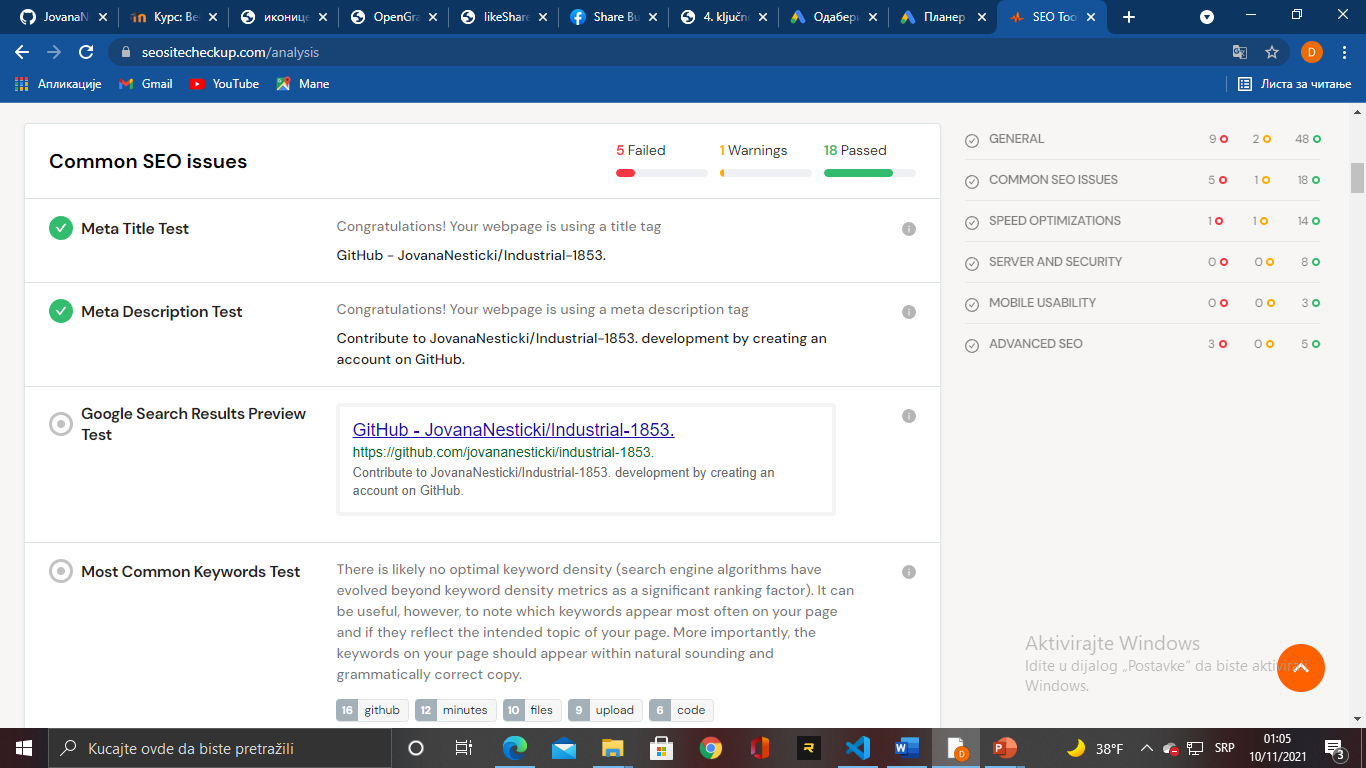 JovanaN
Курс: Ве
иконице
OpenGra
likeShare
Share Bu
4. ključn
Одабери
Планер
SEO Too
seositecheckup.com/analysis
D
Апликације
Gmail
YouTube
Мапе
Листа за читање
Common SEO issues
5 Failed
1 Warnings
18 Passed
Meta Title Test
Congratulations! Your webpage is using a title tag
GitHub - JovanaNesticki/Industrial-1853.
Meta Description Test
Congratulations! Your webpage is using a meta description tag
Contribute to JovanaNesticki/Industrial-1853. development by creating an
account on GitHub.
Google Search Results Preview
Test
GitHub - JovanaNesticki/Industrial-1853.
https://github.com/jovananesticki/industrial-1853.
Contribute to JovanaNesticki/Industrial-1853. development by creating an
account on GitHub.
Most Common Keywords Test
There is likely no optimal keyword density (search engine algorithms have
evolved beyond keyword density metrics as a significant ranking factor). It can
be useful, however, to note which keywords appear most often on your page
and if they reflect the intended topic of your page. More importantly, the
keywords on your page should appear within natural sounding and
grammatically correct copy.
16 github 12 minutes 10 files 9 upload 6 code
GENERAL 9 2 48
COMMON SEO ISSUES 5 1 18
SPEED OPTIMIZATIONS 1 1 14
SERVER AND SECURITY 0 0 8
MOBILE USABILITY 0 0 3
ADVANCED SEO 3 0 5
Aktivirajte Windows
Idite u dijalog „Postavke“ da biste aktivirali
Windows.
Kucajte ovde da biste pretražili
38°F
SRP
01:05
10/11/2021
3